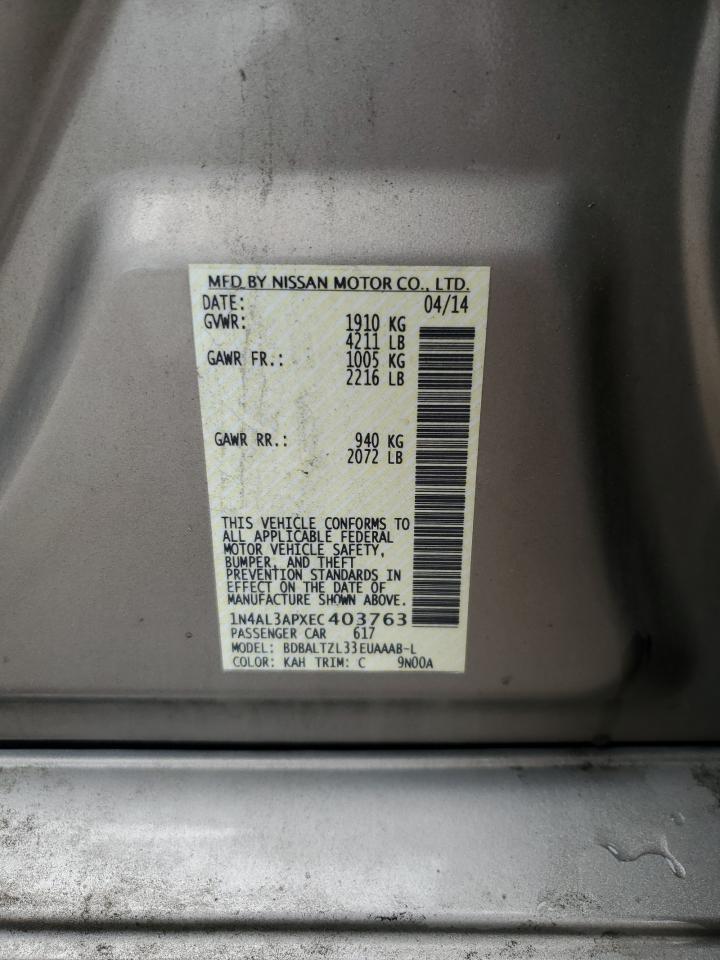 MFD BY NISSAN MOTOR CO., LTD.
DATE: 04/14
GVWR: 1910 KG
4211 LB
GAWR FR.: 1005 KG
2216 LB
GAWR RR.: 940 KG
2072 LB
THIS VEHICLE CONFORMS TO
ALL APPLICABLE FEDERAL
MOTOR VEHICLE SAFETY,
BUMPER, AND THEFT
PREVENTION STANDARDS IN
EFFECT ON THE DATE OF
MANUFACTURE SHOWN ABOVE.
1N4AL3APXEC403763
PASSENGER CAR 617
MODEL: BDBALTZL33EUAAAB-L
COLOR: KAH TRIM: C 9N00A